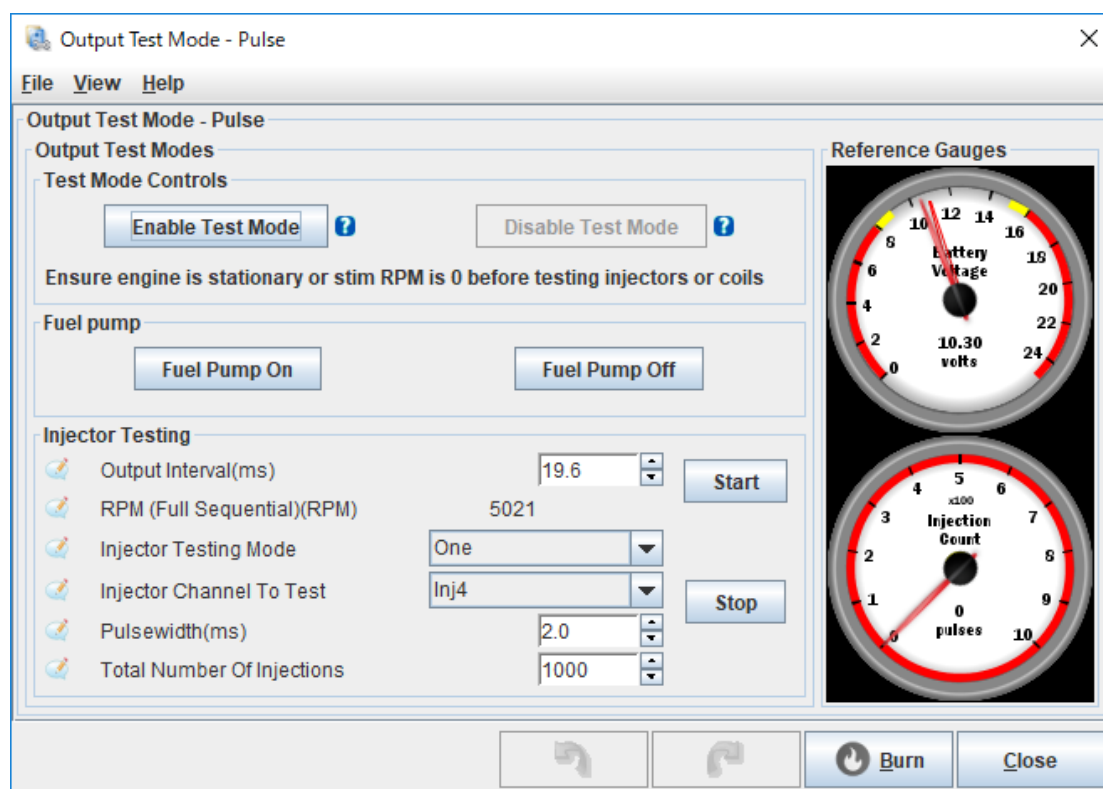 Output Test Mode - Pulse
File View Help
Output Test Mode - Pulse
Output Test Modes
Test Mode Controls
Enable Test Mode ? Disable Test Mode ?
Ensure engine is stationary or stim RPM is 0 before testing injectors or coils
Fuel pump
Fuel Pump On Fuel Pump Off
Injector Testing
Output Interval(ms) 19.6 Start
RPM (Full Sequential)(RPM) 5021
Injector Testing Mode One
Injector Channel To Test Inj4 Stop
Pulsewidth(ms) 2.0
Total Number Of Injections 1000
Reference Gauges
0 2 4 6 8 10 12 14 16 18 20 22 24
Battery
Voltage
10.30
volts
0 1 2 3 4 5 6 7 8 9 10
x100
Injection
Count
0
pulses
Burn Close